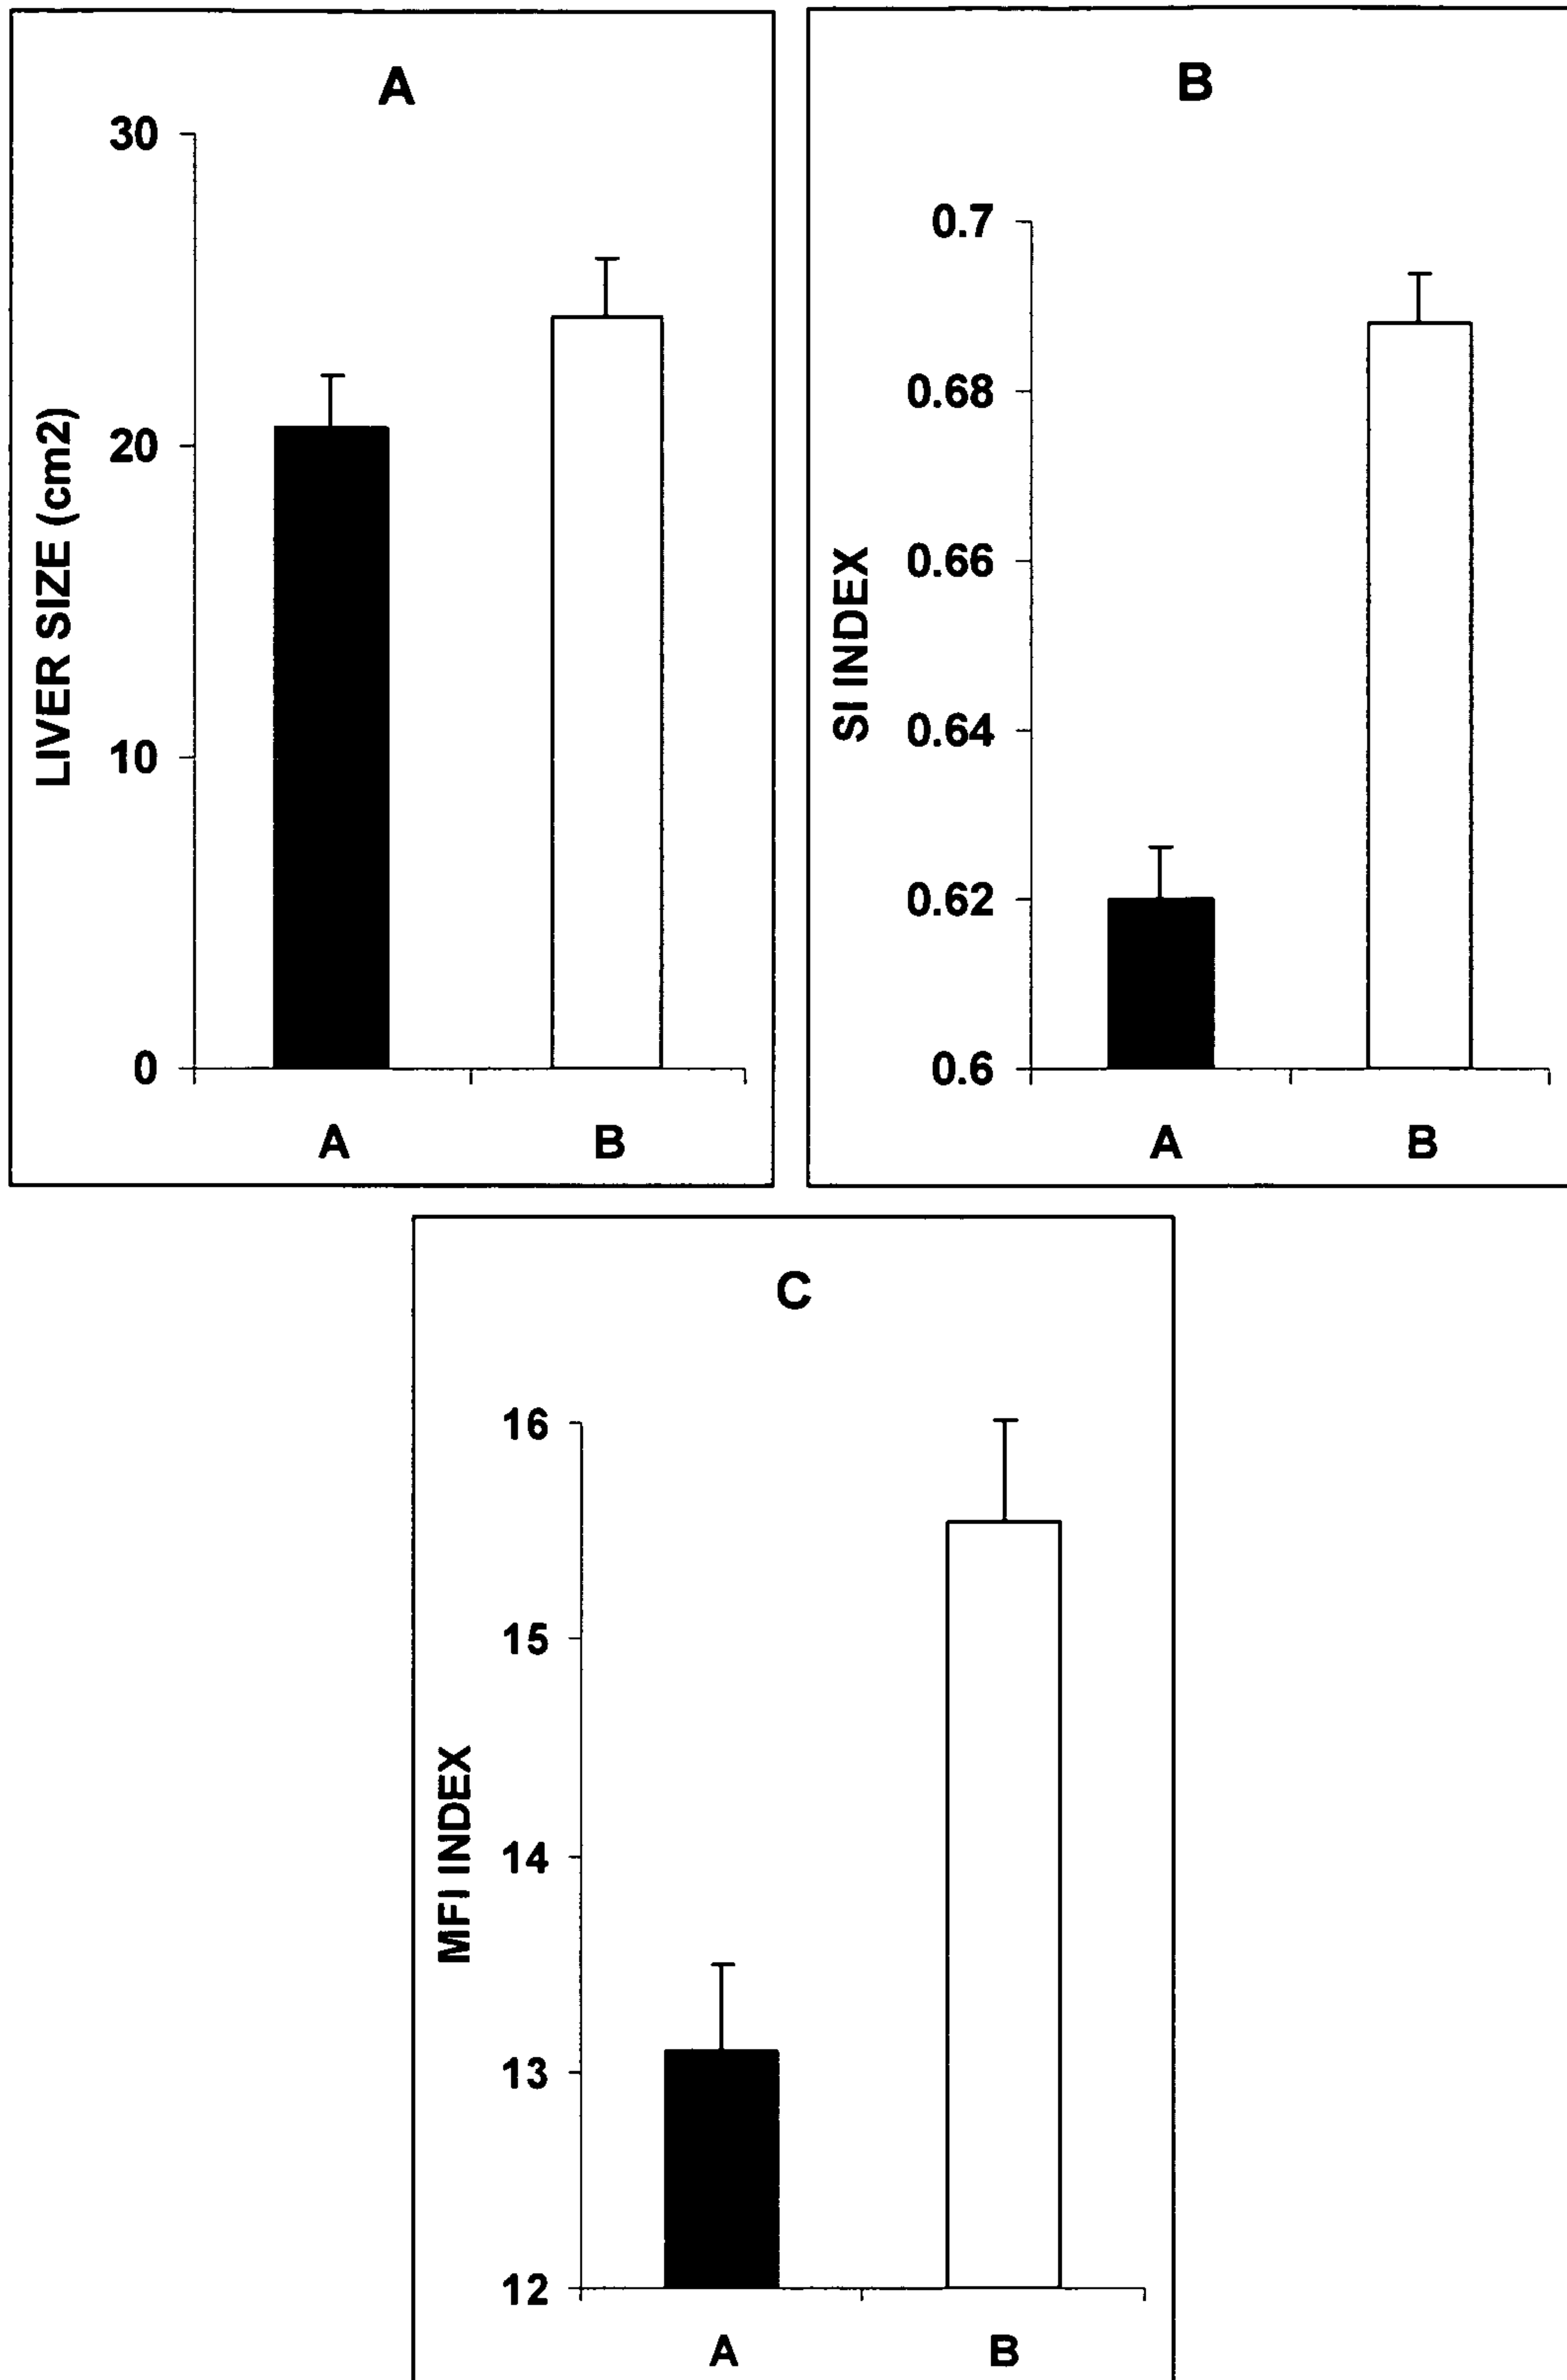 A
30
20
10
0
LIVER SIZE (cm2)
A B
B
0.7
0.68
0.66
0.64
0.62
0.6
SI INDEX
A B
C
16
15
14
13
12
MFI INDEX
A B